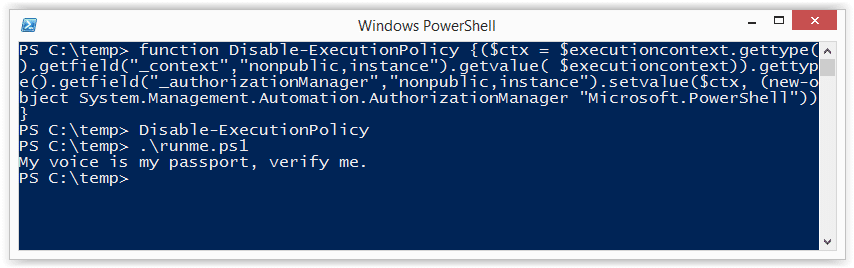 Windows PowerShell
PS C:\temp> function Disable-ExecutionPolicy {($ctx = $executioncontext.gettype(
).getfield("_context","nonpublic,instance").getvalue( $executioncontext)).gettyp
e().getfield("_authorizationManager","nonpublic,instance").setvalue($ctx, (new-o
bject System.Management.Automation.AuthorizationManager "Microsoft.PowerShell"))
}
PS C:\temp> Disable-ExecutionPolicy
PS C:\temp> .\runme.ps1
My voice is my passport, verify me.
PS C:\temp>